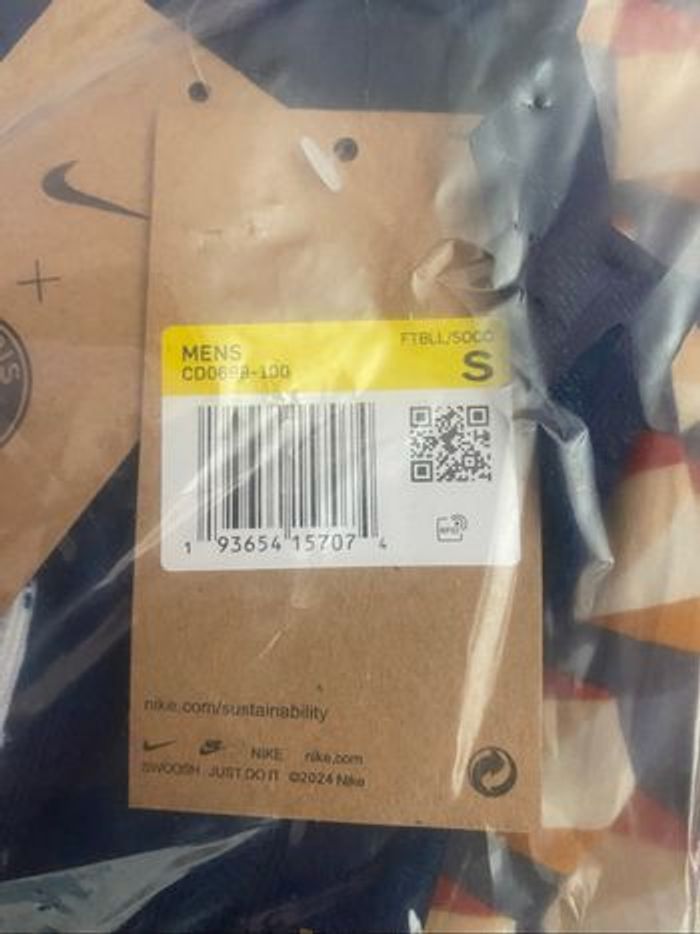 +
MENS
FTBLL/SOCC
S
1 93654 15707 4
RFID
nike.com/sustainability
NIKE nike.com
SWOOSH JUST DO IT ©2024 Nike